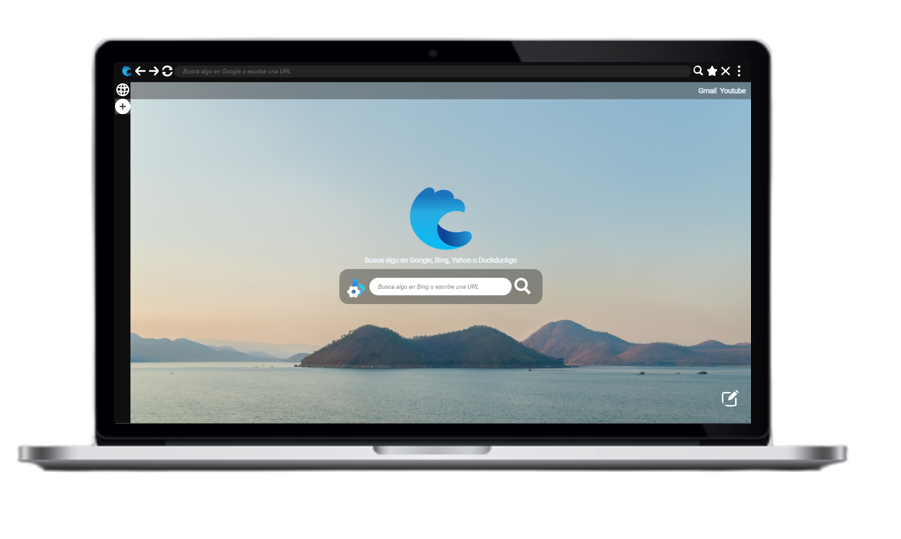 Busca algo en Google o escribe una URL
Gmail Youtube
Busca algo en Google, Bing, Yahoo o Duckduckgo
Busca algo en Bing o escribe una URL